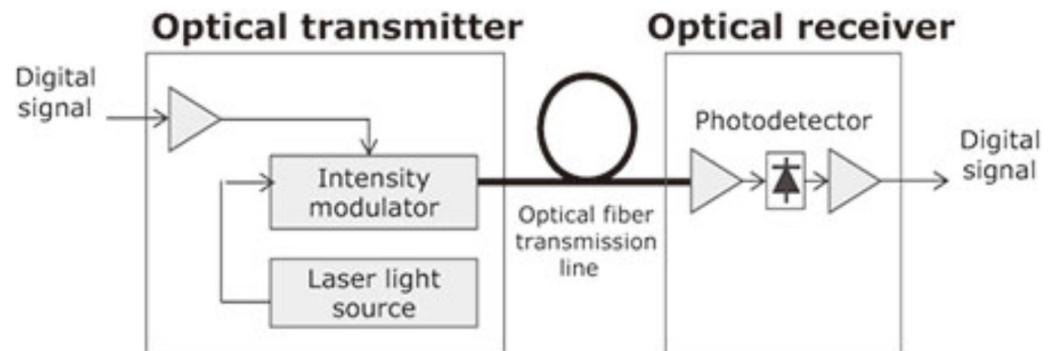 Optical transmitter
Optical receiver
Digital
signal
Intensity
modulator
Laser light
source
Optical fiber
transmission
line
Photodetector
Digital
signal